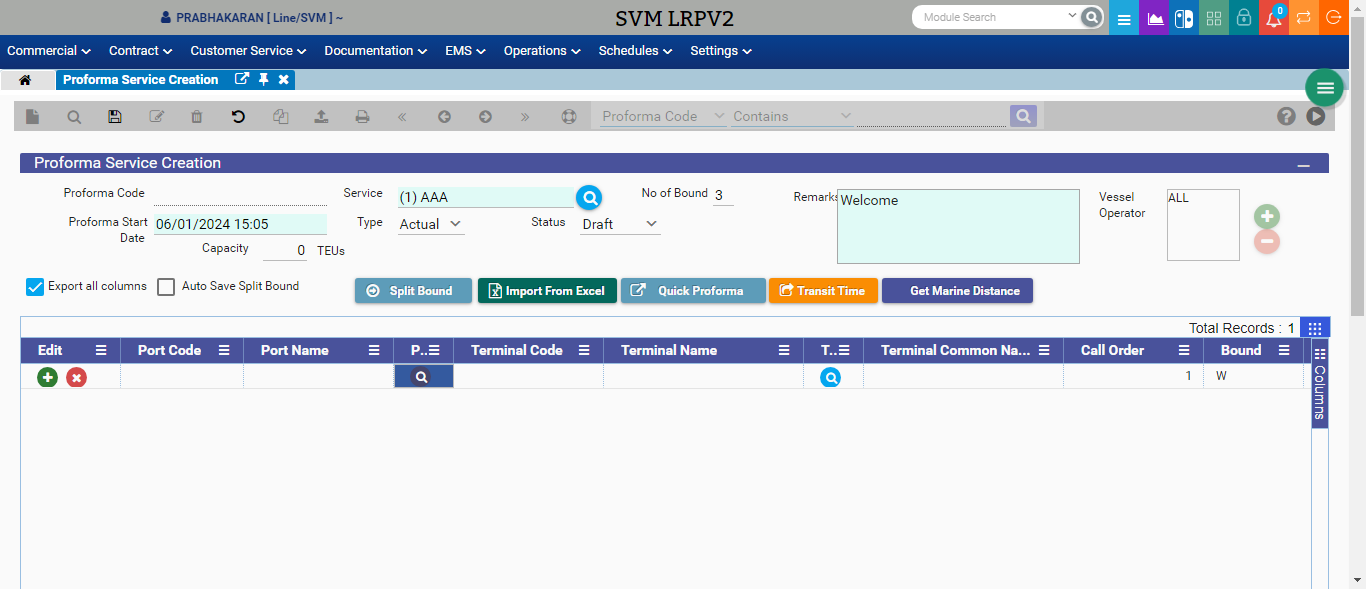 PRABHAKARAN [ Line/SVM ] ~ SVM LRPV2 Module Search 0
Commercial Contract Customer Service Documentation EMS Operations Schedules Settings
Proforma Service Creation
Proforma Code Contains
Proforma Service Creation
Proforma Code Service (1) AAA No of Bound 3 Remarks Welcome Vessel Operator ALL
Proforma Start Date 06/01/2024 15:05 Type Actual Status Draft
Capacity 0 TEUs
Export all columns Auto Save Split Bound Split Bound Import From Excel Quick Proforma Transit Time Get Marine Distance
Total Records : 1
Edit Port Code Port Name P.. Terminal Code Terminal Name T.. Terminal Common Na... Call Order Bound
1 W
Columns